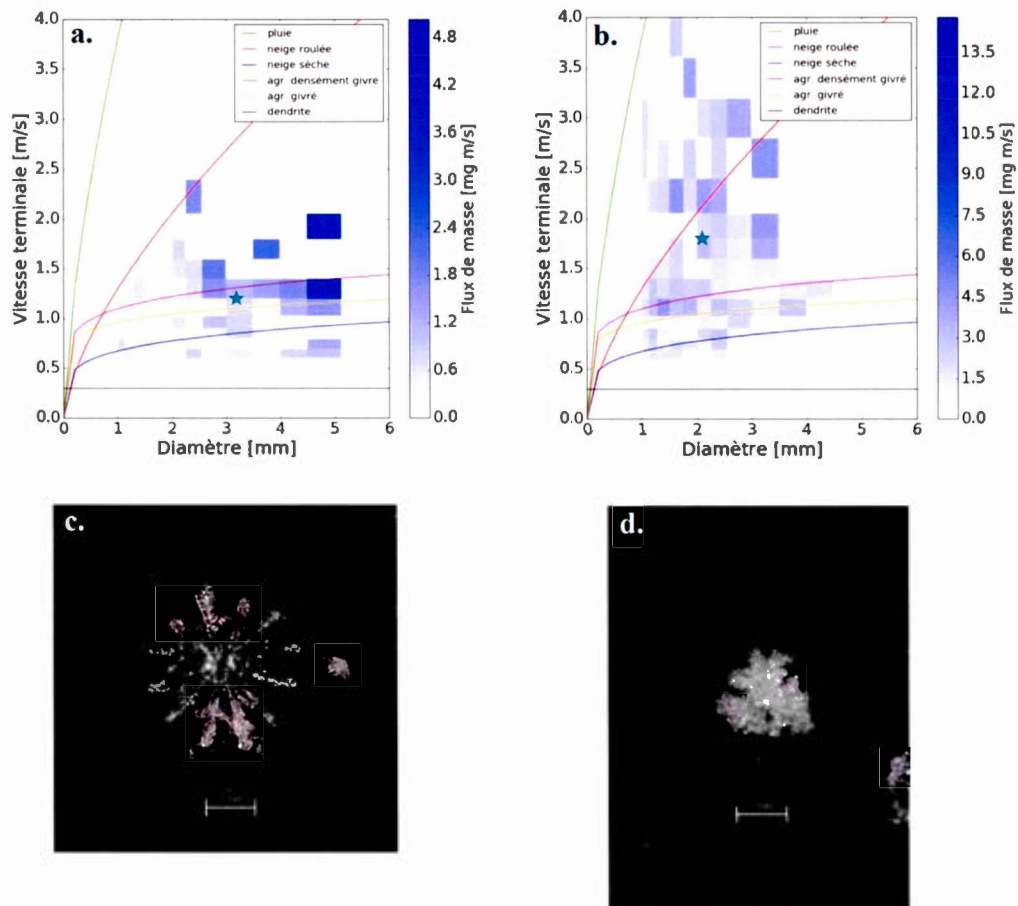 a.
4.0
3.5
3.0
2.5
2.0
1.5
1.0
0.5
0.0
Vitesse terminale [m/s]
0 1 2 3 4 5 6
Diamètre [mm]
pluie
neige roulée
neige sèche
agr densément givré
agr givré
dendrite
4.8
4.2
3.6
3.0
2.4
1.8
1.2
0.6
0.0
Flux de masse [mg m/s]
b.
4.0
3.5
3.0
2.5
2.0
1.5
1.0
0.5
0.0
Vitesse terminale [m/s]
0 1 2 3 4 5 6
Diamètre [mm]
pluie
neige roulée
neige sèche
agr densément givré
agr givré
dendrite
13.5
12.0
10.5
9.0
7.5
6.0
4.5
3.0
1.5
0.0
Flux de masse [mg m/s]
c.
d.